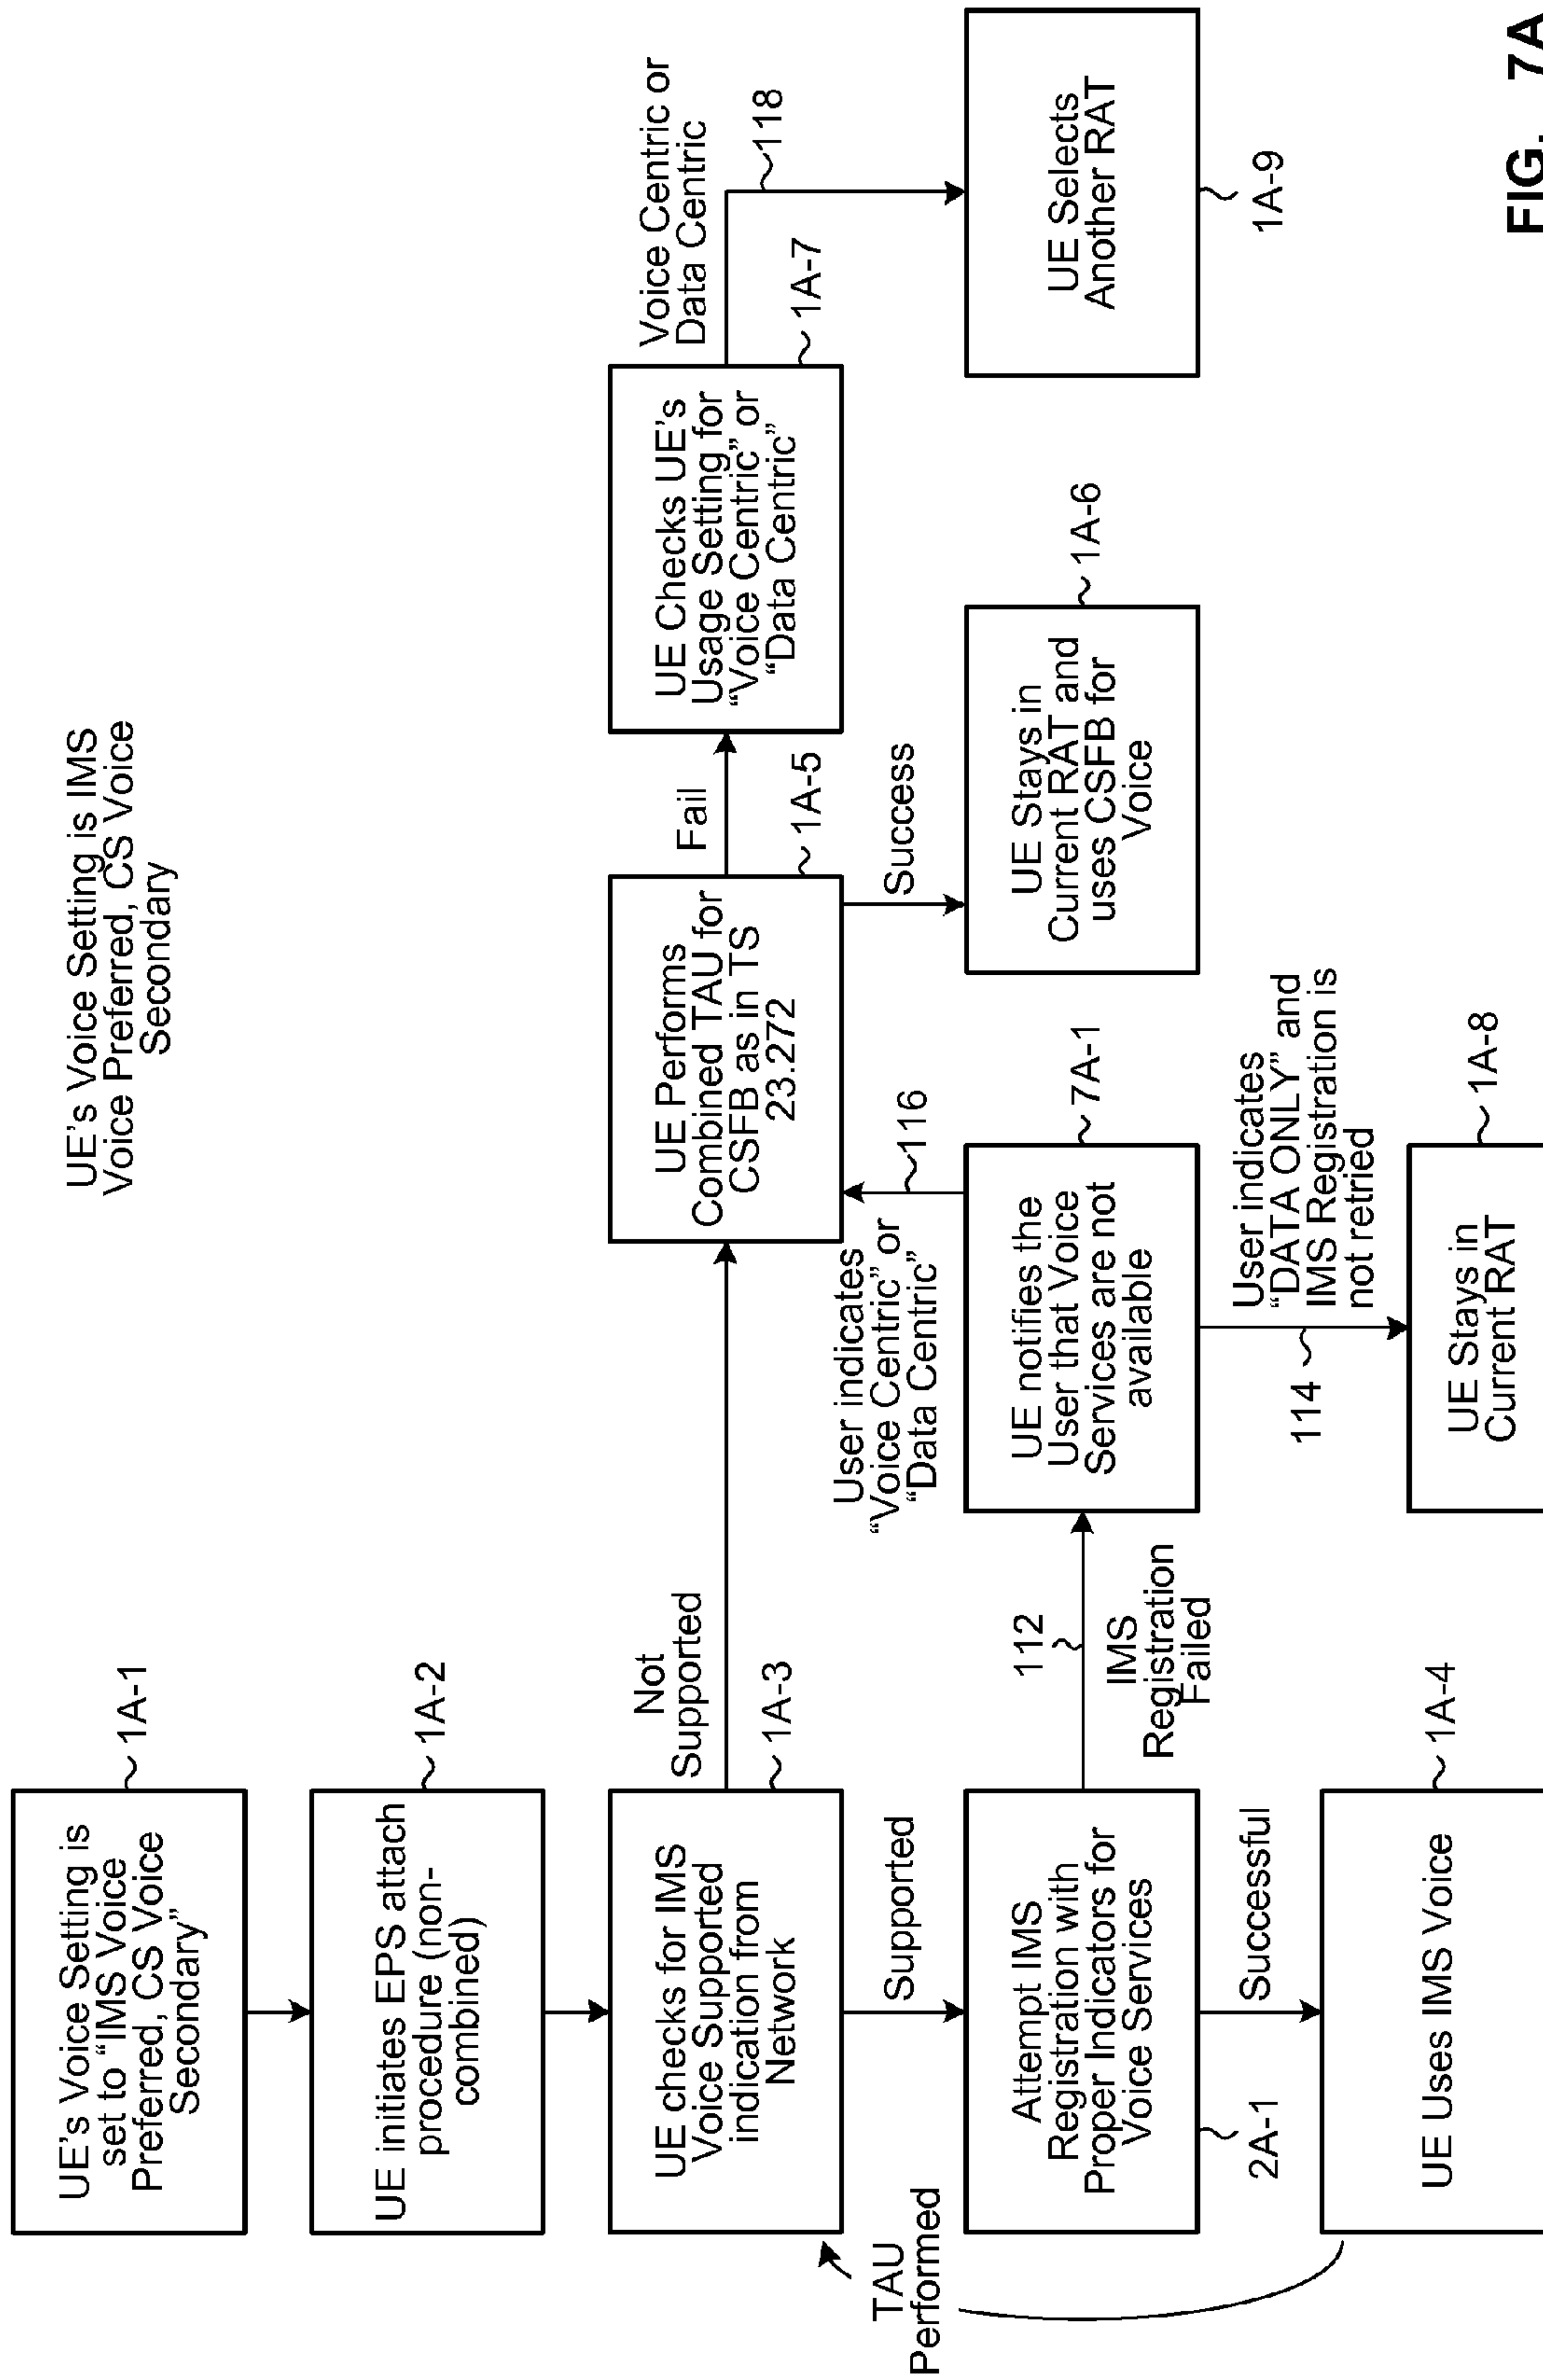 UE's Voice Setting is IMS
Voice Preferred, CS Voice
Secondary
UE's Voice Setting is
set to “IMS Voice
Preferred, CS Voice
Secondary”
1A-1
UE initiates EPS attach
procedure (non-
combined)
1A-2
UE checks for IMS
Voice Supported
indication from
Network
1A-3
Not
Supported
UE Performs
Combined TAU for
CSFB as in TS
23.272
1A-5
Fail
UE Checks UE's
Usage Setting for
“Voice Centric” or
“Data Centric”
1A-7
Voice Centric or
Data Centric
118
TAU
Performed
Supported
User indicates
“Voice Centric” or
“Data Centric”
116
Success
Attempt IMS
Registration with
Proper Indicators for
Voice Services
2A-1
112
IMS
Registration
Failed
UE notifies the
User that Voice
Services are not
available
7A-1
UE Stays in
Current RAT and
uses CSFB for
Voice
1A-6
UE Selects
Another RAT
1A-9
Successful
114
User indicates
“DATA ONLY” and
IMS Registration is
not retried
UE Uses IMS Voice
1A-4
UE Stays in
Current RAT
1A-8
FIG. 7A